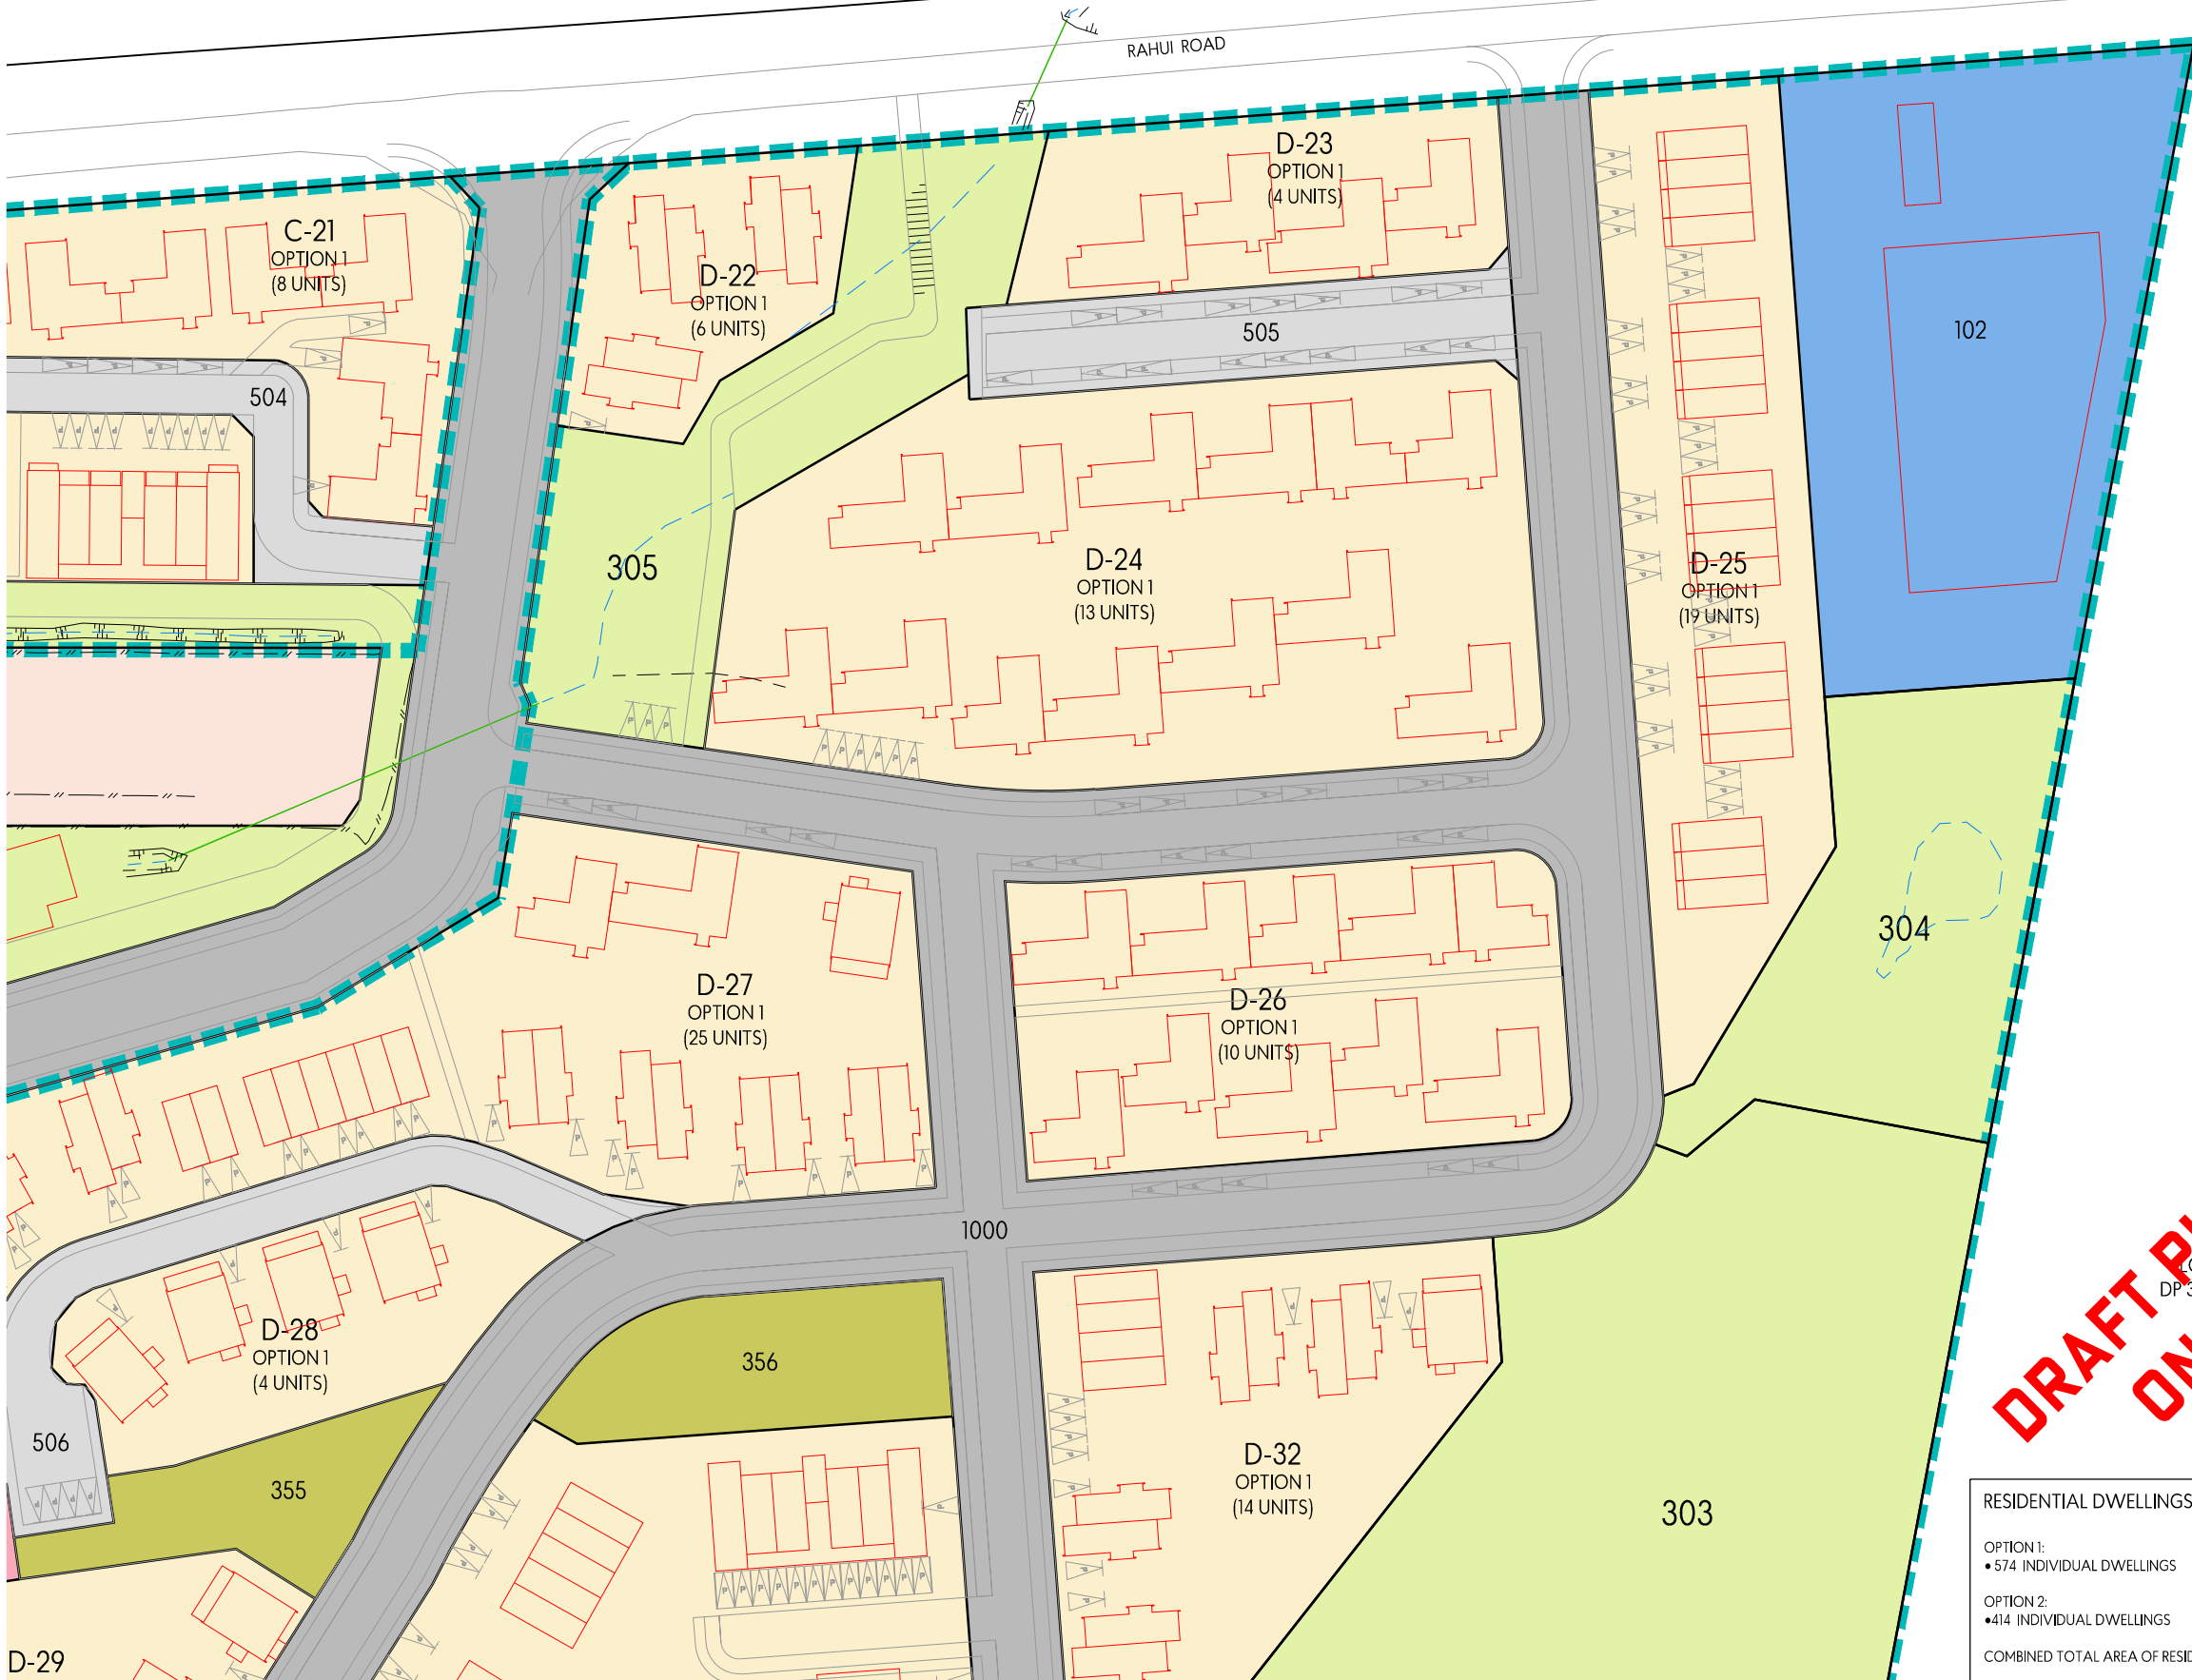 RAHUI ROAD
C-21
OPTION 1
(8 UNITS)
D-22
OPTION 1
(6 UNITS)
D-23
OPTION 1
(4 UNITS)
102
504
505
305
D-24
OPTION 1
(13 UNITS)
D-25
OPTION 1
(19 UNITS)
304
D-27
OPTION 1
(25 UNITS)
D-26
OPTION 1
(10 UNITS)
1000
D-28
OPTION 1
(4 UNITS)
356
506
355
D-32
OPTION 1
(14 UNITS)
303
D-29
DP 3
DRAFT
RESIDENTIAL DWELLINGS
OPTION 1:
• 574 INDIVIDUAL DWELLINGS
OPTION 2:
•414 INDIVIDUAL DWELLINGS
COMBINED TOTAL AREA OF